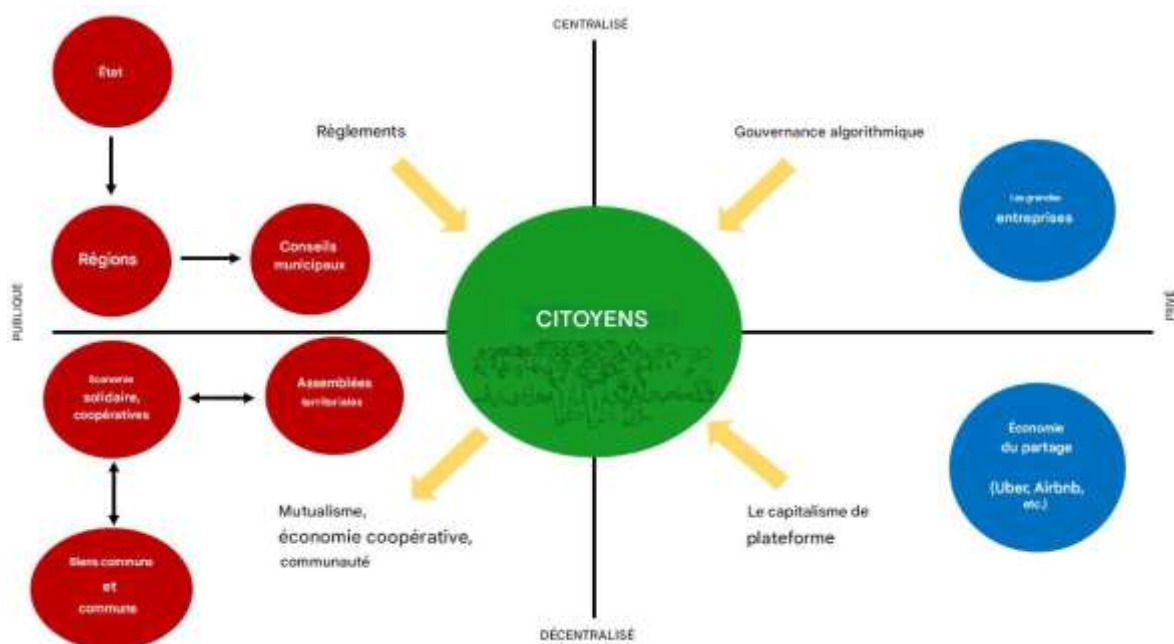 CENTRALISÉ
État
Règlements
Gouvernance algorithmique
Les grandes
entreprises
Régions
Conseils
municipaux
PUBLIQUE
PRIVÉ
CITOYENS
Économie
solidaire,
coopératives
Assemblées
territoriales
Économie
du partage
(Uber, Airbnb,
etc.)
Mutualisme,
économie coopérative,
communauté
Le capitalisme de
plateforme
Biens communs
et
communs
DÉCENTRALISÉ